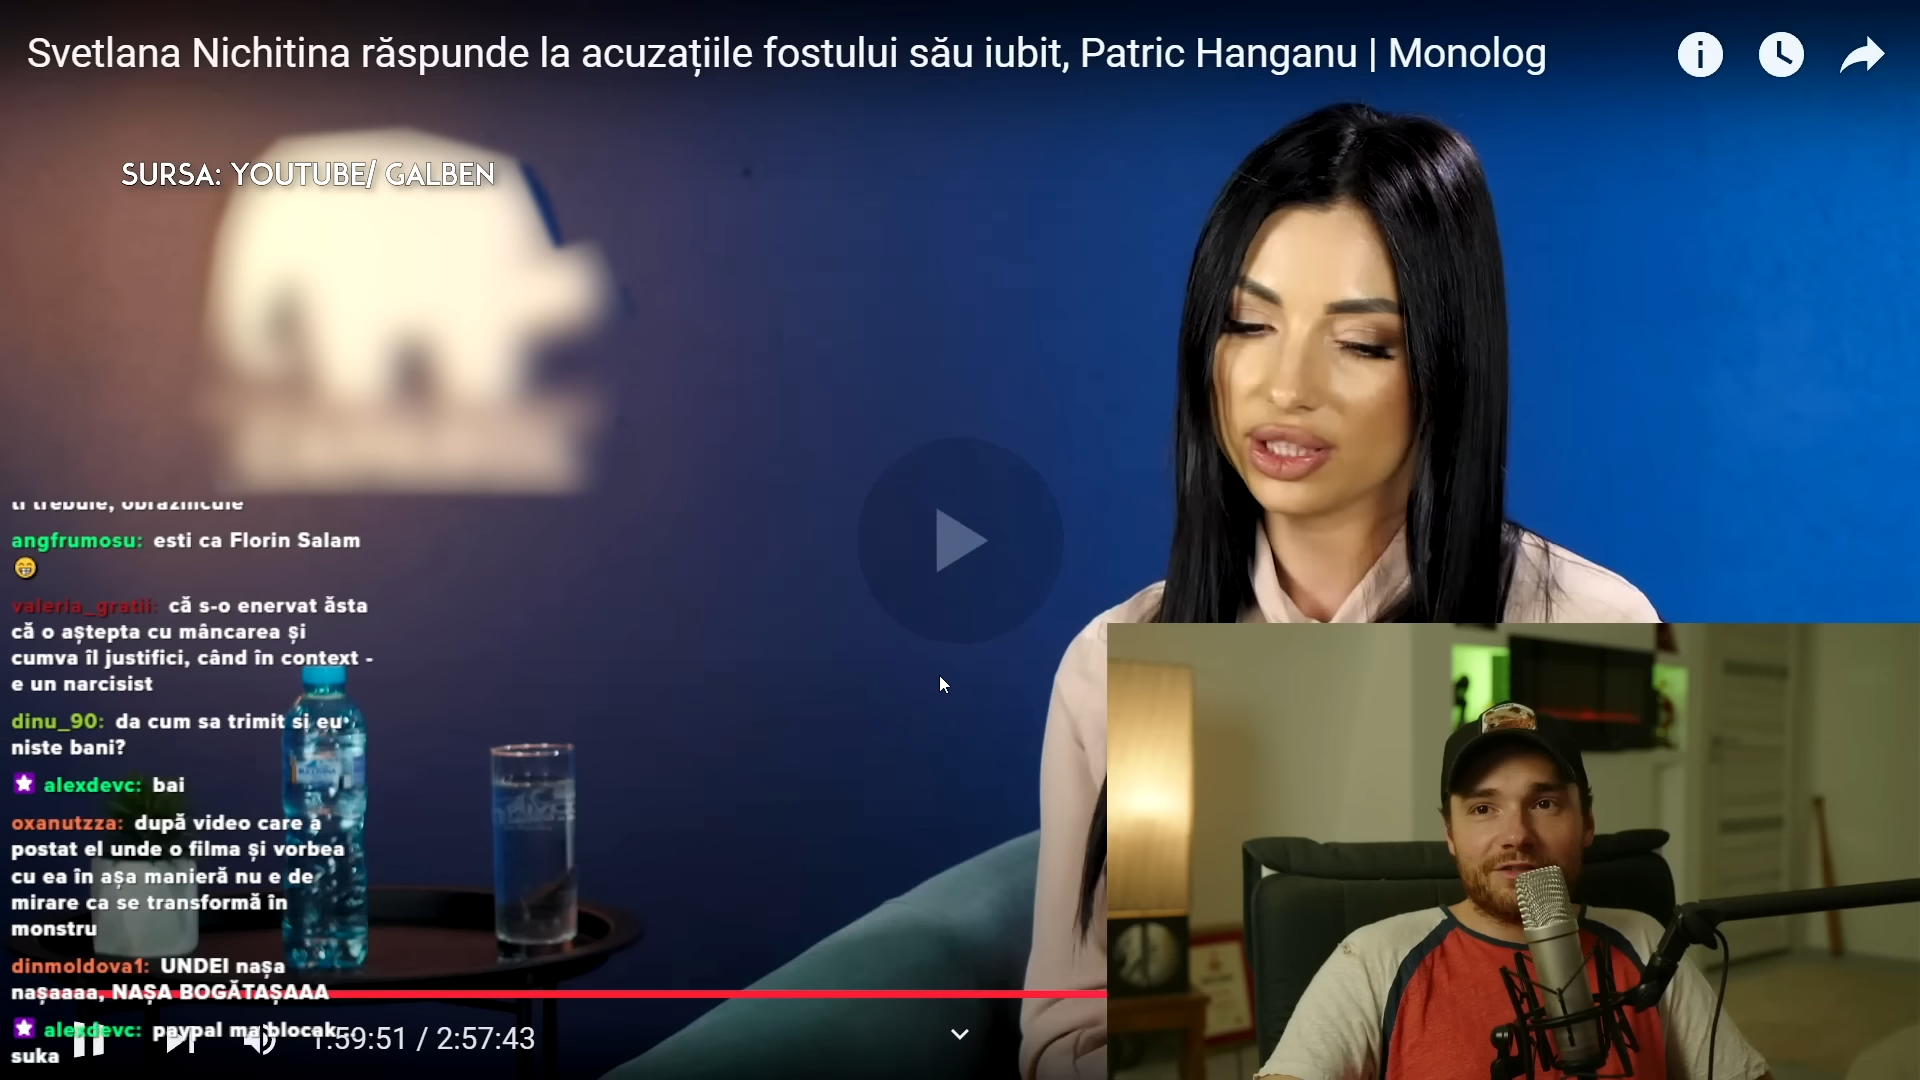 Svetlana Nichitina răspunde la acuzațiile fostului său iubit, Patric Hanganu | Monolog
SURSA: YOUTUBE/ GALBEN
angfrumosu: esti ca Florin Salam
😁
valeria_gratii: că s-o enervat ăsta
că o aștepta cu mâncarea și
cumva îl justifici, când în context -
e un narcisist
dinu_90: da cum sa trimit si eu
niste bani?
alexdevc: bai
oxanutzza: după video care a
postat el unde o filma și vorbea
cu ea în așa manieră nu e de
mirare ca se transformă în
monstru
dinmoldova1: UNDEI nașa
nașaaaa, NAȘA BOGĂTAȘAAA
alexdevc: paypal ma blocak
suka
1:59:51 / 2:57:43